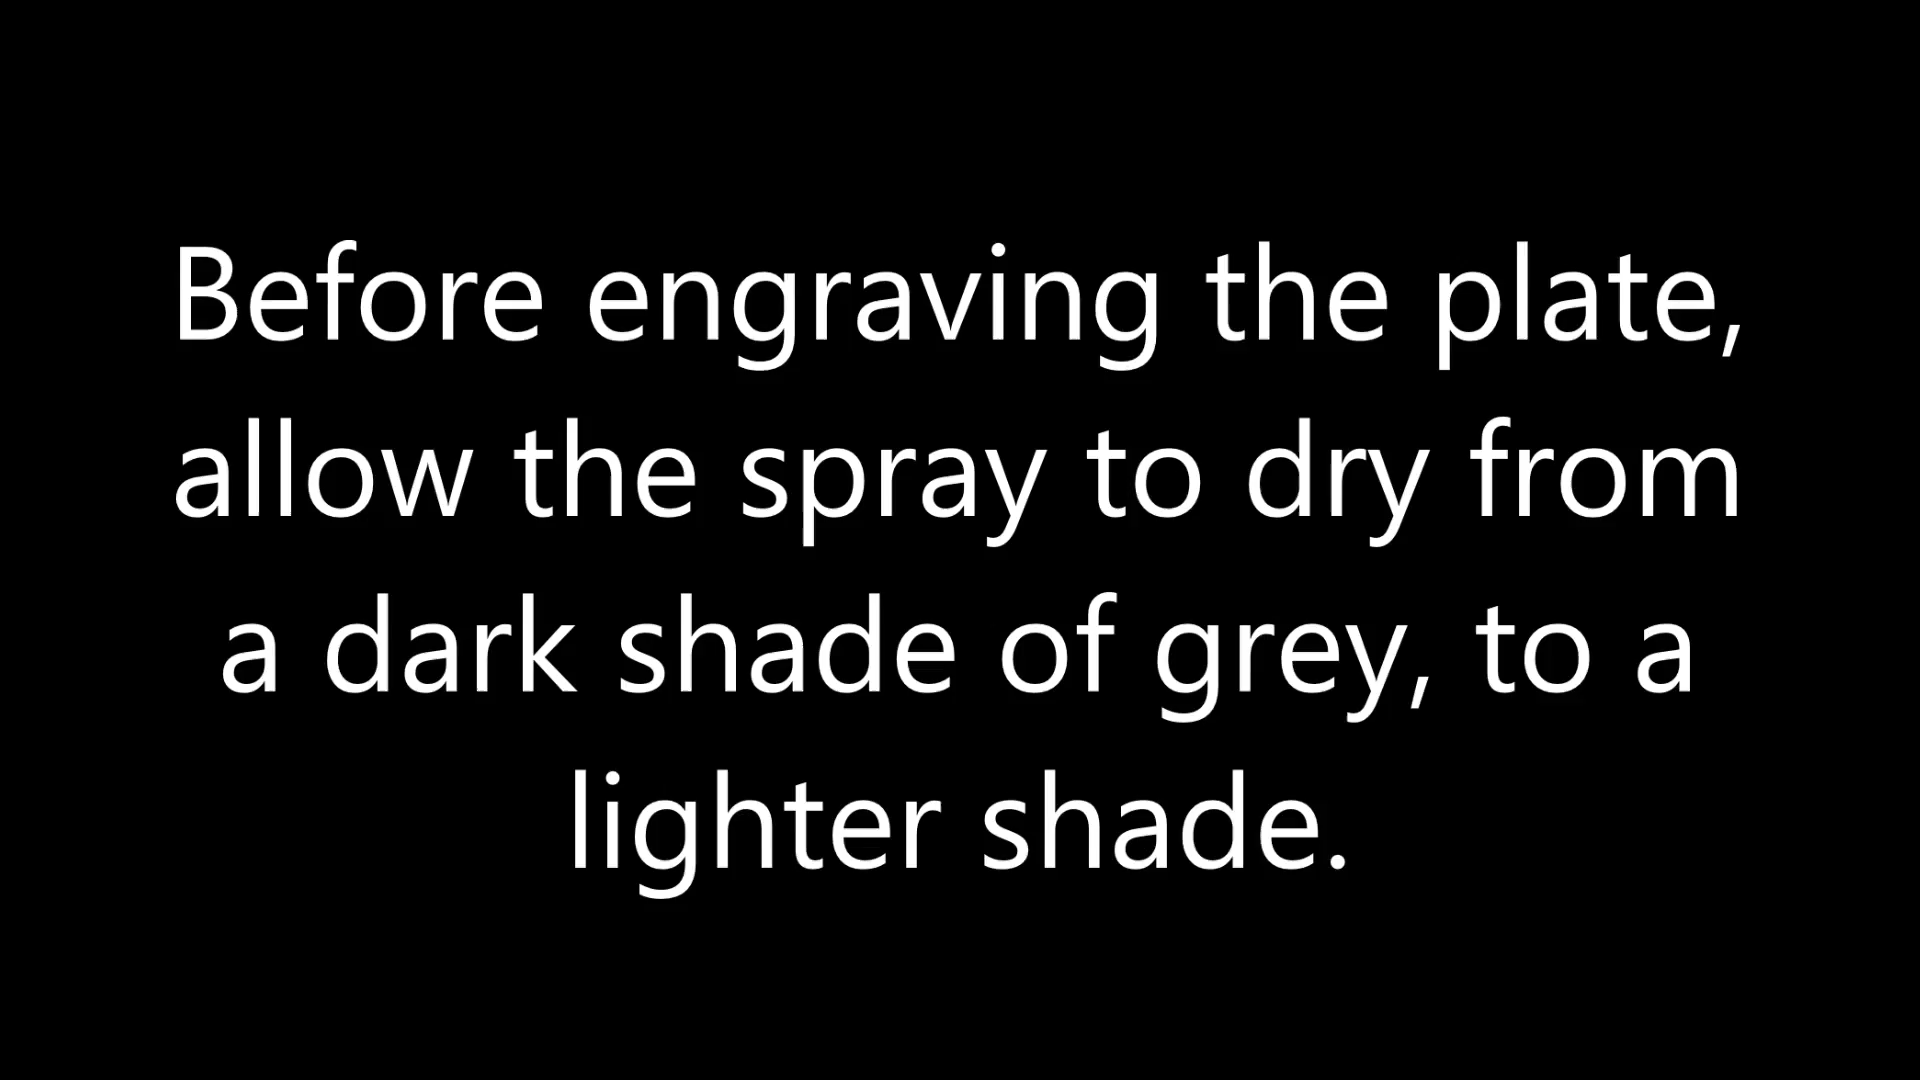 Before engraving the plate,
allow the spray to dry from
a dark shade of grey, to a
lighter shade.